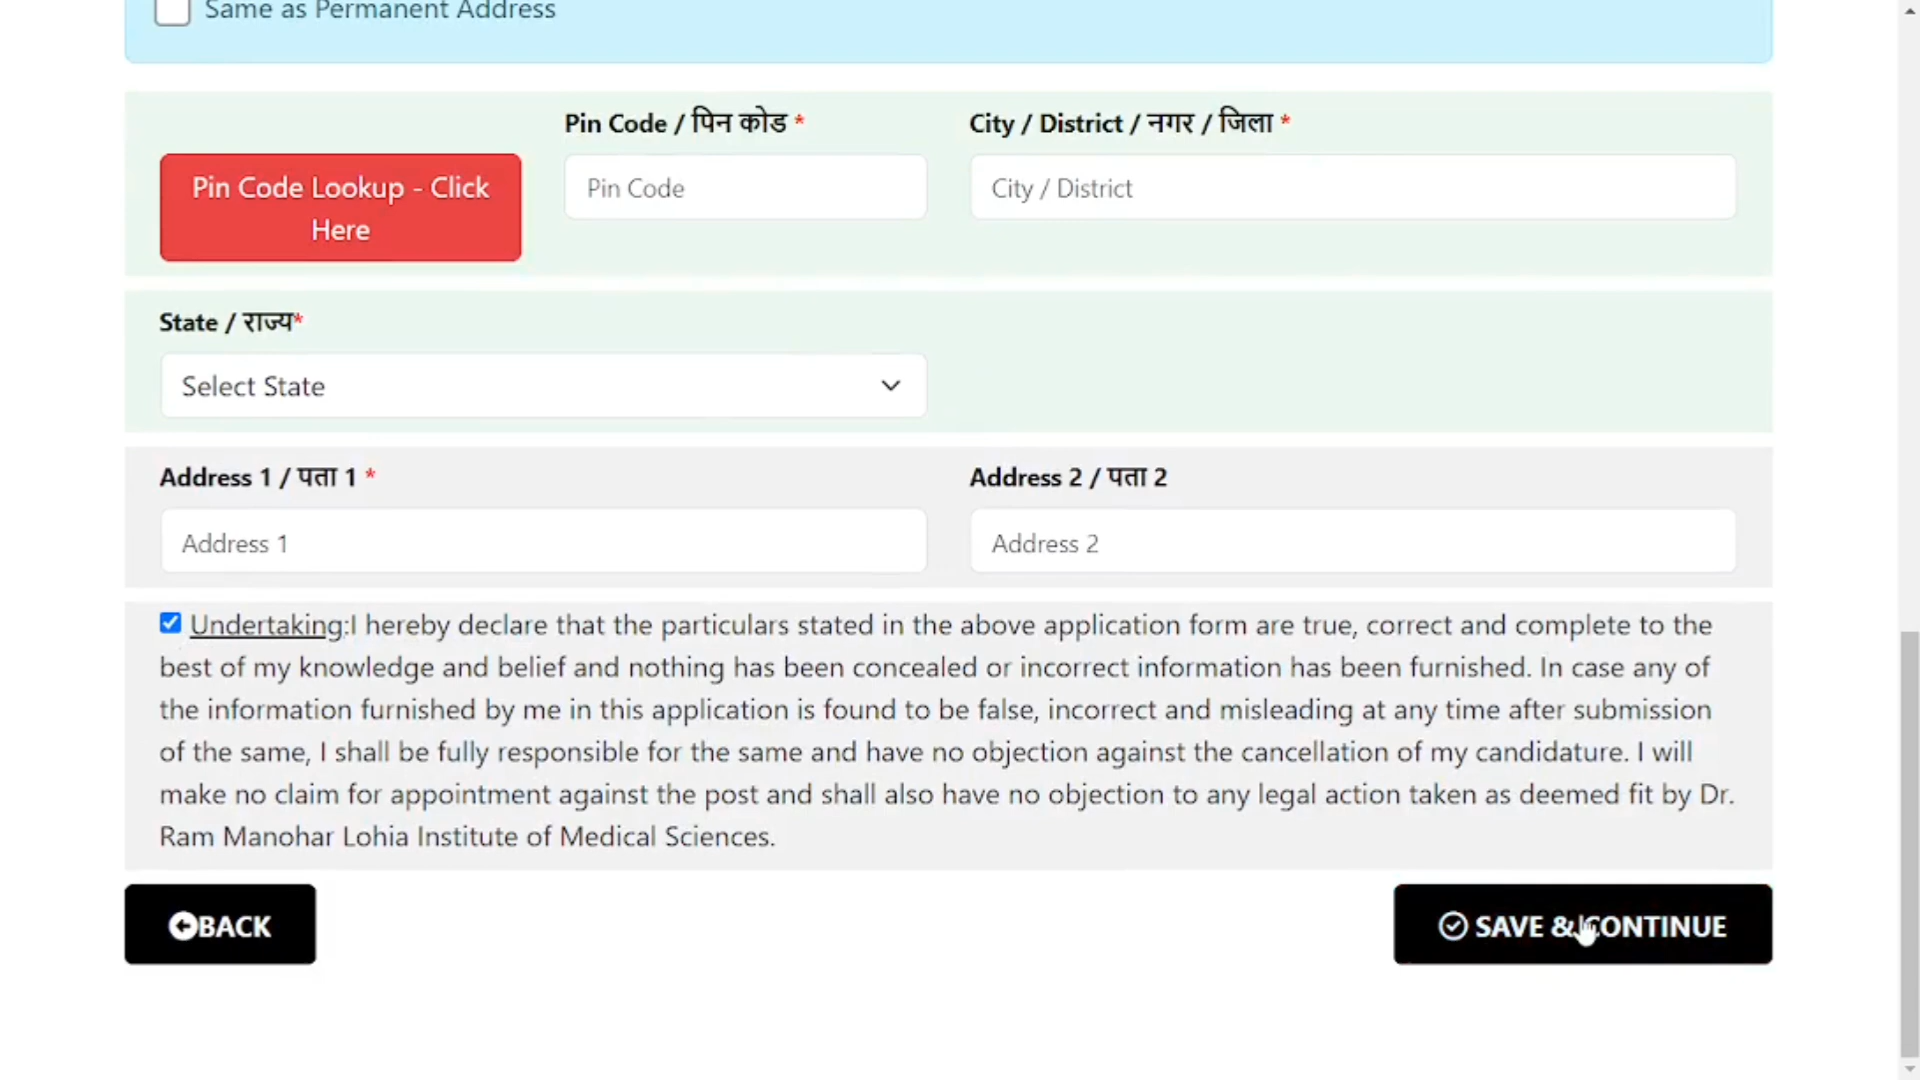 Same as Permanent Address
Pin Code / पिन कोड *
City / District / नगर / जिला *
Pin Code Lookup - Click
Here
Pin Code
City / District
State / राज्य*
Select State
Address 1 / पता 1 *
Address 2 / पता 2
Address 1
Address 2
Undertaking:I hereby declare that the particulars stated in the above application form are true, correct and complete to the
best of my knowledge and belief and nothing has been concealed or incorrect information has been furnished. In case any of
the information furnished by me in this application is found to be false, incorrect and misleading at any time after submission
of the same, I shall be fully responsible for the same and have no objection against the cancellation of my candidature. I will
make no claim for appointment against the post and shall also have no objection to any legal action taken as deemed fit by Dr.
Ram Manohar Lohia Institute of Medical Sciences.
BACK
SAVE & CONTINUE